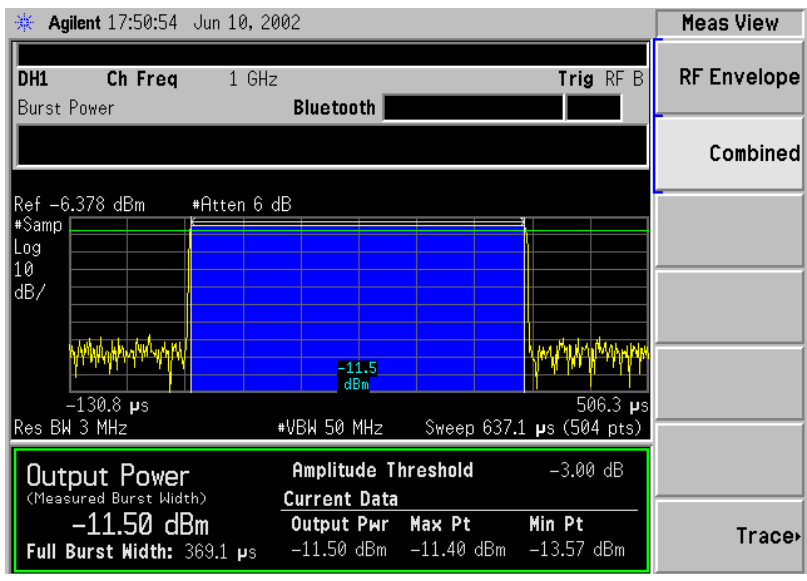 Agilent 17:50:54 Jun 10, 2002
Meas View
DH1 Ch Freq 1 GHz Trig RF B
Burst Power Bluetooth
RF Envelope
Combined
Ref -6.378 dBm #Atten 6 dB
#Samp
Log
10
dB/
-11.5
dBm
-130.8 µs 506.3 µs
Res BW 3 MHz #VBW 50 MHz Sweep 637.1 µs (504 pts)
Output Power
(Measured Burst Width)
-11.50 dBm
Full Burst Width: 369.1 µs
Amplitude Threshold -3.00 dB
Current Data
Output Pwr Max Pt Min Pt
-11.50 dBm -11.40 dBm -13.57 dBm
Trace